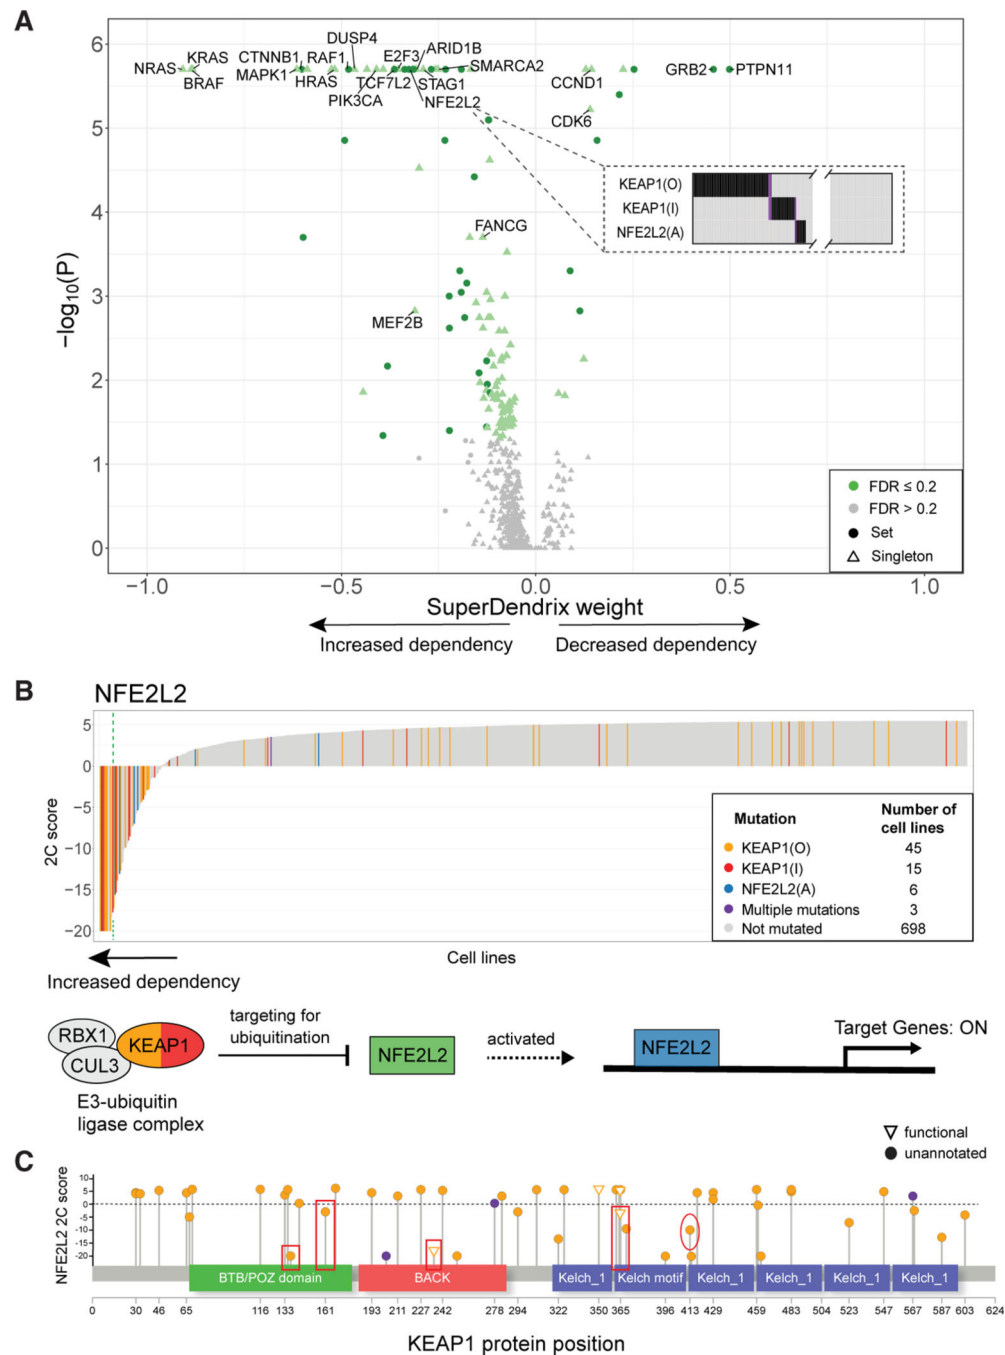 A
6
5
4
3
2
1
0
−log10(P)
DUSP4
KRAS
CTNNB1
RAF1
E2F3
ARID1B
NRAS
MAPK1
SMARCA2
BRAF
HRAS
TCF7L2
STAG1
PIK3CA
NFE2L2
CCND1
GRB2
PTPN11
CDK6
KEAP1(O)
KEAP1(I)
NFE2L2(A)
FANCG
MEF2B
FDR ≤ 0.2
FDR > 0.2
Set
Singleton
−1.0 −0.5 0.0 0.5 1.0
SuperDendrix weight
Increased dependency Decreased dependency
B
NFE2L2
5
0
−5
−10
−15
−20
2C score
Mutation Number of
cell lines
KEAP1(O) 45
KEAP1(I) 15
NFE2L2(A) 6
Multiple mutations 3
Not mutated 698
Cell lines
Increased dependency
RBX1
CUL3
KEAP1
targeting for
ubiquitination
NFE2L2
activated
NFE2L2
Target Genes: ON
E3-ubiquitin
ligase complex
C
functional
unannotated
NFE2L2 2C score
10
5
0
-5
-10
-20
BTB/POZ domain BACK Kelch_1 Kelch motif Kelch_1 Kelch_1 Kelch_1 Kelch_1
0 28 46 65 116 133 161 193 211 227 242 278 294 322 350 365 396 413 429 459 483 504 523 547 567 587 603 624
KEAP1 protein position